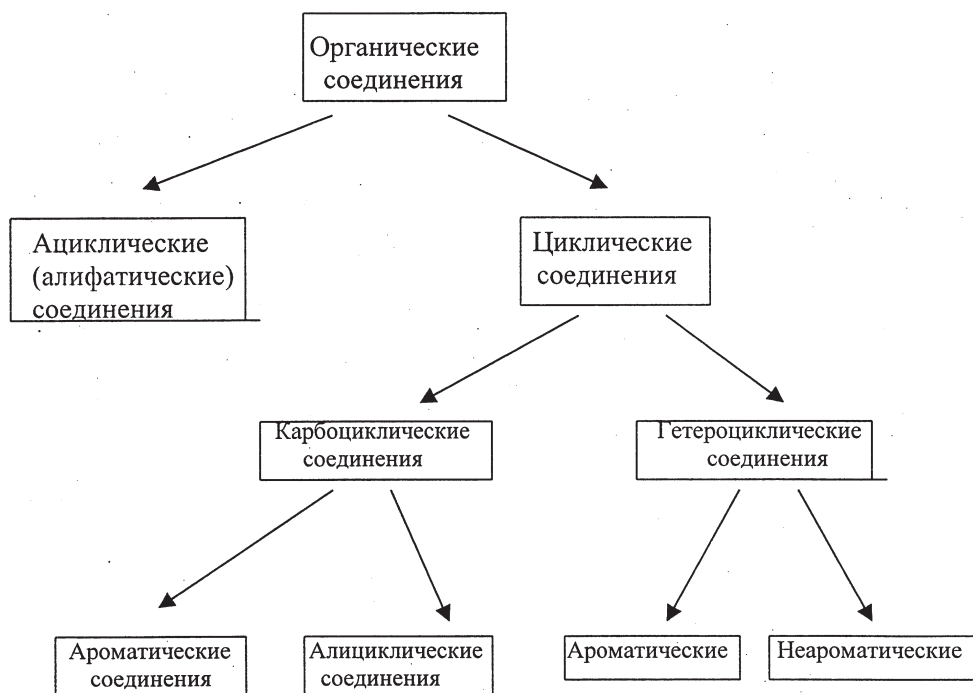 Органические
соединения
Ациклические
(алифатические)
соединения
Циклические
соединения
Карбоциклические
соединения
Гетероциклические
соединения
Ароматические
соединения
Алициклические
соединения
Ароматические
Неароматические